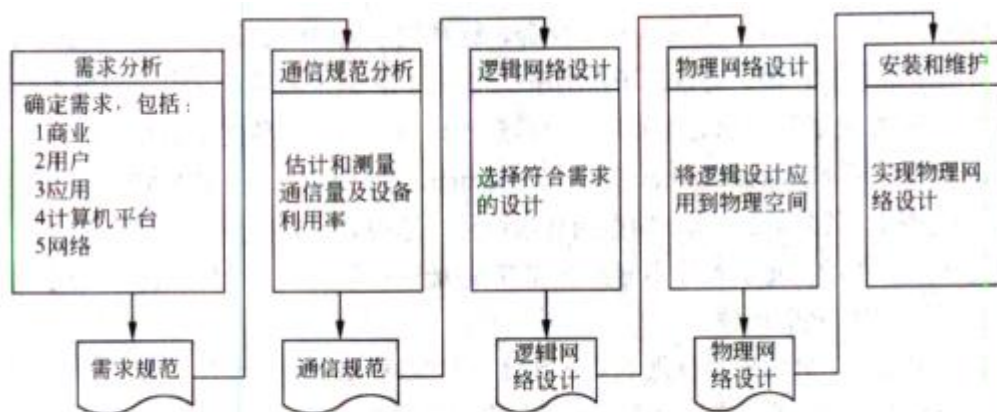 需求分析
确定需求，包括：
1商业
2用户
3应用
4计算机平台
5网络
需求规范
通信规范分析
估计和测量
通信量及设备
利用率
通信规范
逻辑网络设计
选择符合需求
的设计
逻辑网
络设计
物理网络设计
将逻辑设计应
用到物理空间
物理网
络设计
安装和维护
实现物理网
络设计